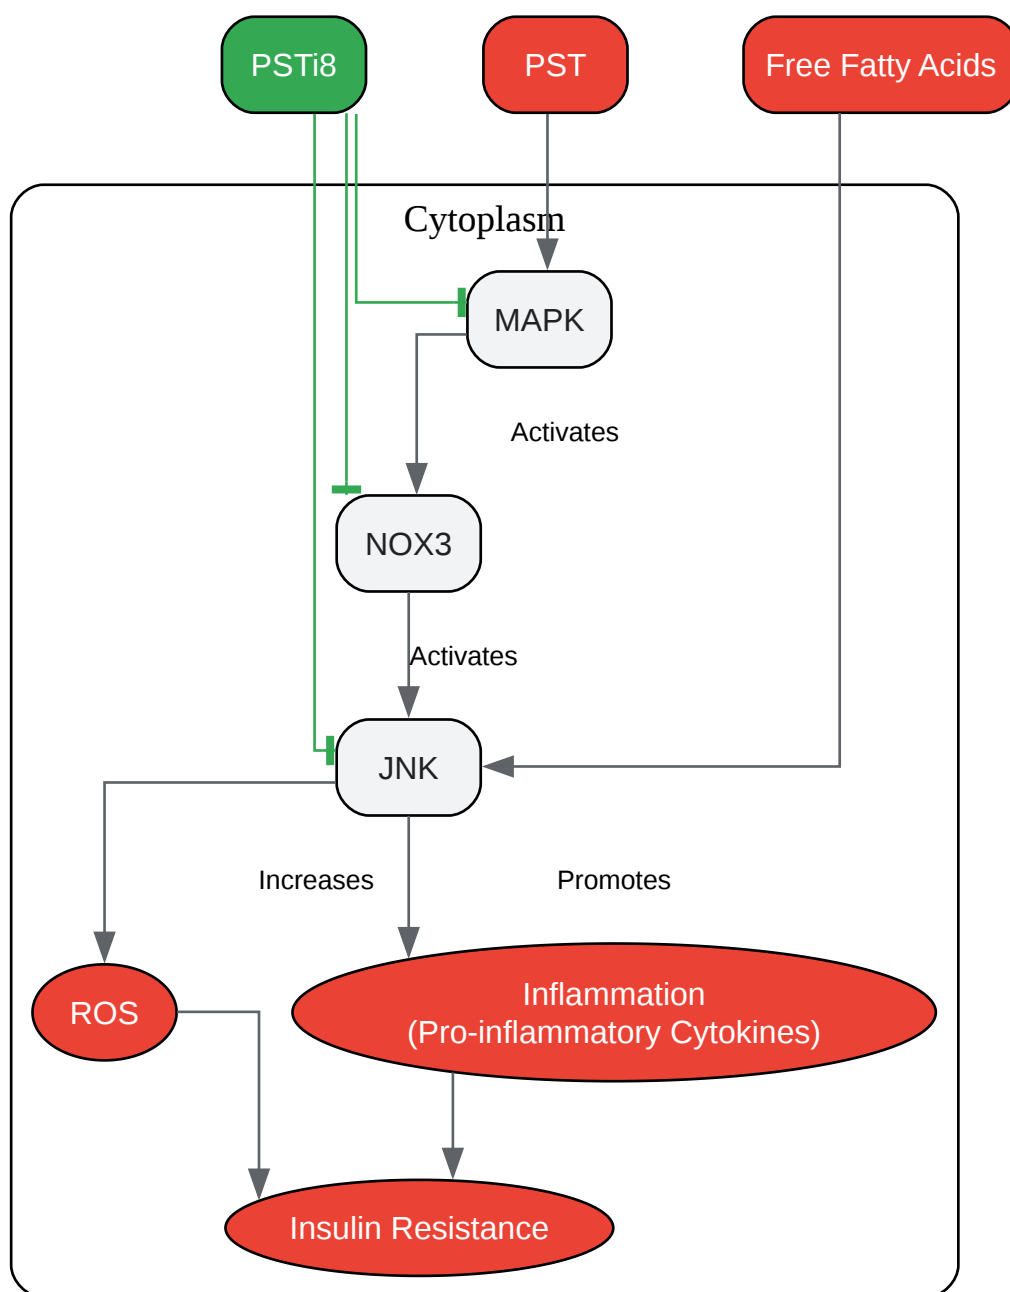 PSTi8
PST
Free Fatty Acids
Cytoplasm
MAPK
Activates
NOX3
Activates
JNK
Increases
Promotes
ROS
Inflammation
(Pro-inflammatory Cytokines)
Insulin Resistance